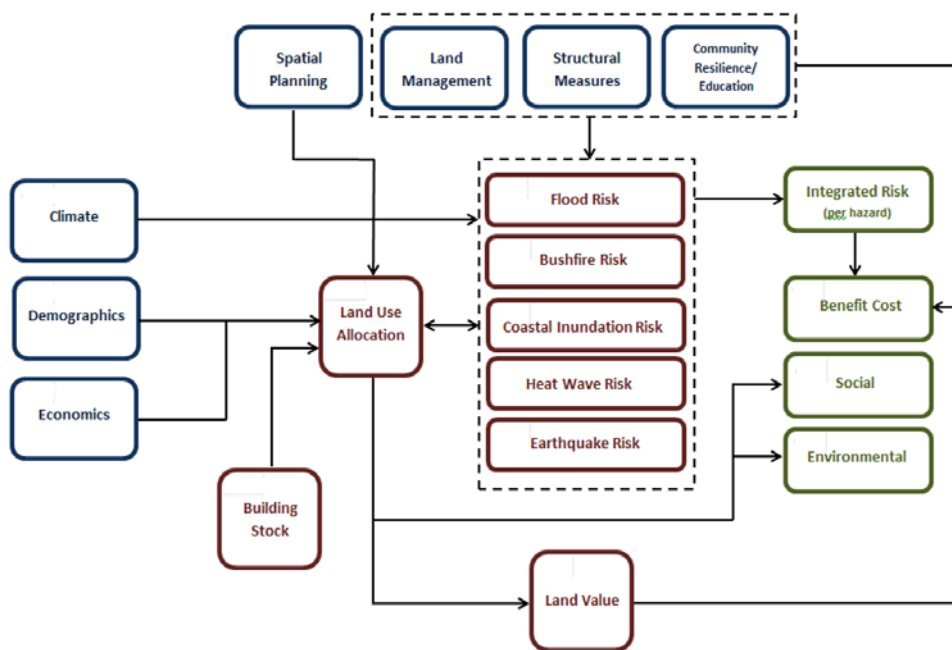 Spatial
Planning
Land
Management
Structural
Measures
Community
Resilience/
Education
Climate
Demographics
Economics
Land Use
Allocation
Building
Stock
Flood Risk
Bushfire Risk
Coastal Inundation Risk
Heat Wave Risk
Earthquake Risk
Integrated Risk
(per hazard)
Benefit Cost
Social
Environmental
Land Value